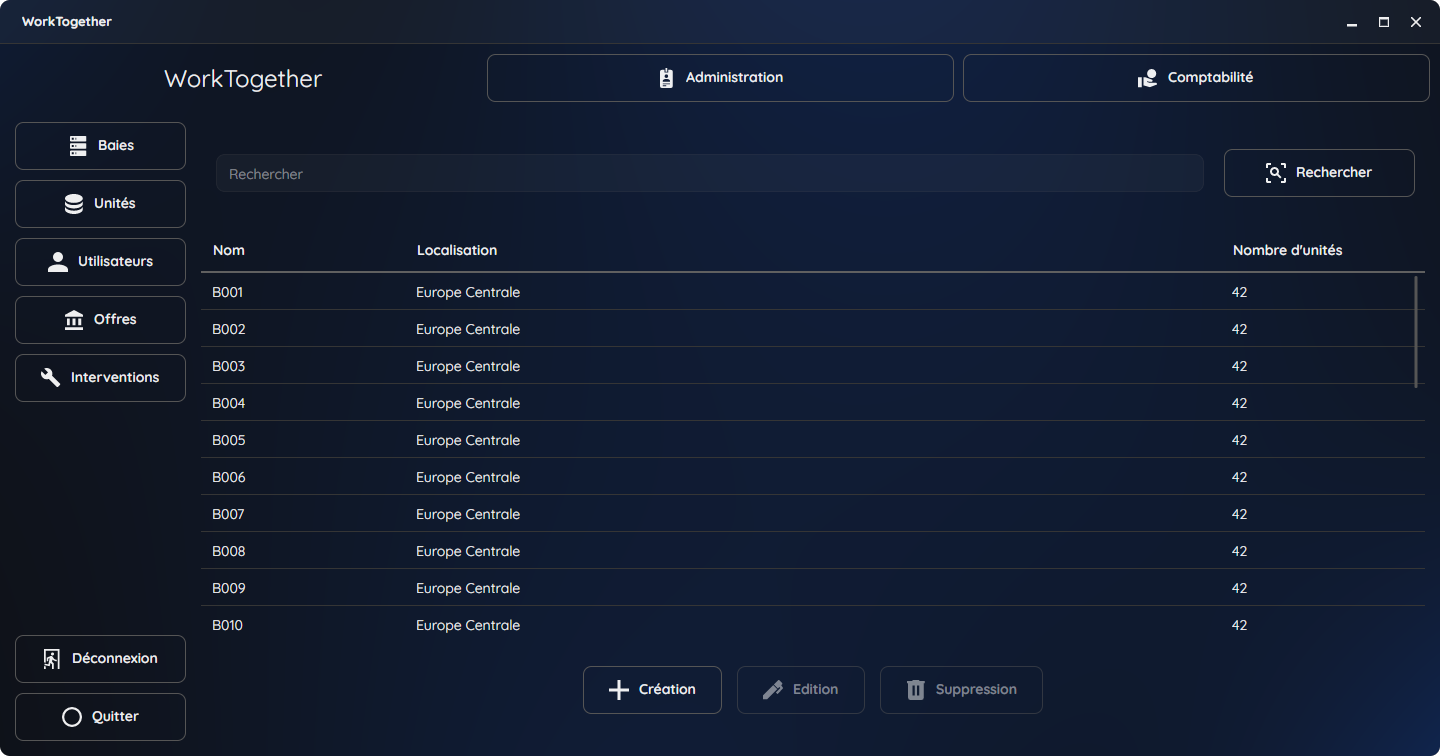 WorkTogether
WorkTogether
Administration
Comptabilité
Baies
Unités
Utilisateurs
Offres
Interventions
Déconnexion
Quitter
Rechercher
Rechercher
Nom Localisation Nombre d'unités
B001 Europe Centrale 42
B002 Europe Centrale 42
B003 Europe Centrale 42
B004 Europe Centrale 42
B005 Europe Centrale 42
B006 Europe Centrale 42
B007 Europe Centrale 42
B008 Europe Centrale 42
B009 Europe Centrale 42
B010 Europe Centrale 42
Création
Edition
Suppression